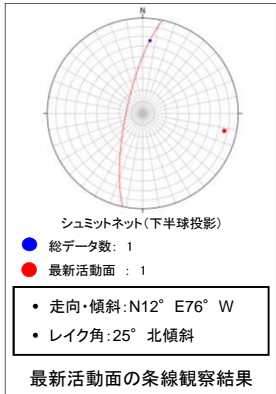 N
シュミットネット(下半球投影)
総データ数: 1
最新活動面 : 1
• 走向・傾斜:N12° E76° W
• レイク角:25° 北傾斜
最新活動面の条線観察結果